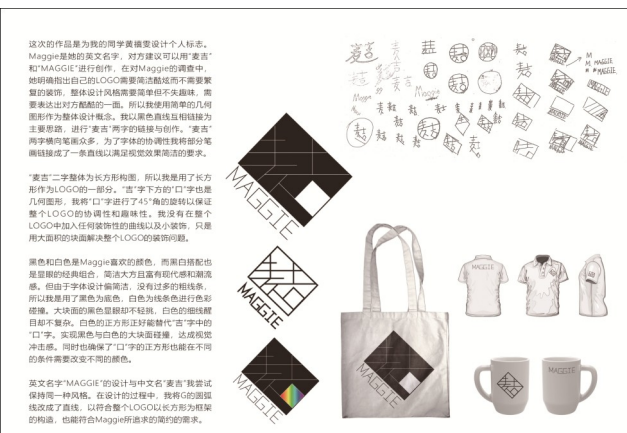 这次的作品是为我的同学黄襛雯设计个人标志。
Maggie是她的英文名字，对方建议可以用“麦吉”
和“MAGGIE”进行创作，在对Maggie的调查中，
她明确指出自己的LOGO需要简洁酷炫而不需要繁
复的装饰，整体设计风格需要简单但不失趣味，需
要表达出对方酷酷的一面。所以我使用简单的几何
图形作为整体设计概念。我以黑色直线互相链接为
主要思路，进行“麦吉”两字的链接与创作。“麦吉”
两字横向笔画众多，为了字体的协调性我将部分笔
画链接成了一条直线以满足视觉效果简洁的要求。
“麦吉”二字整体为长方形构图，所以我是用了长方
形作为LOGO的一部分。“吉”字下方的“口”字也是
几何图形，我将“口”字进行了45°角的旋转以保证
整个LOGO的协调性和趣味性。我没有在整个
LOGO中加入任何装饰性的曲线以及小装饰，只是
用大面积的块面解决整个LOGO的装饰问题。
黑色和白色是Maggie喜欢的颜色，而黑白搭配也
是显眼的经典组合，简洁大方且富有现代感和潮流
感。但由于字体设计偏简洁，没有过多的粗线条，
所以我是用了黑色为底色，白色为线条色进行色彩
碰撞。大块面的黑色显眼却不轻挑，白色的细线醒
目却不复杂。白色的正方形正好能替代“吉”字中的
“口”字。实现黑色与白色的大块面碰撞，达成视觉
冲击感。同时也确保了“口”字的正方形也能在不同
的条件需要改变不同的颜色。
英文名字“MAGGIE”的设计与中文名“麦吉”我尝试
保持同一种风格。在设计的过程中，我将G的圆弧
线改成了直线，以符合整个LOGO以长方形为框架
的构造，也能符合Maggie所追求的简约的需求。
MAGGIE
MAGGIE
MAGGIE
麦吉
Maggie
M
MAGGIE
MAGGIE
MAGGIE
MAGGIE
MAGGIE